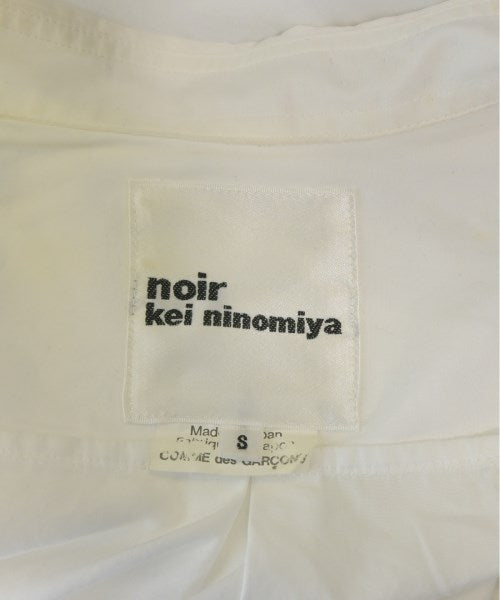 noir
kei ninomiya
S
COMME des GARÇONS